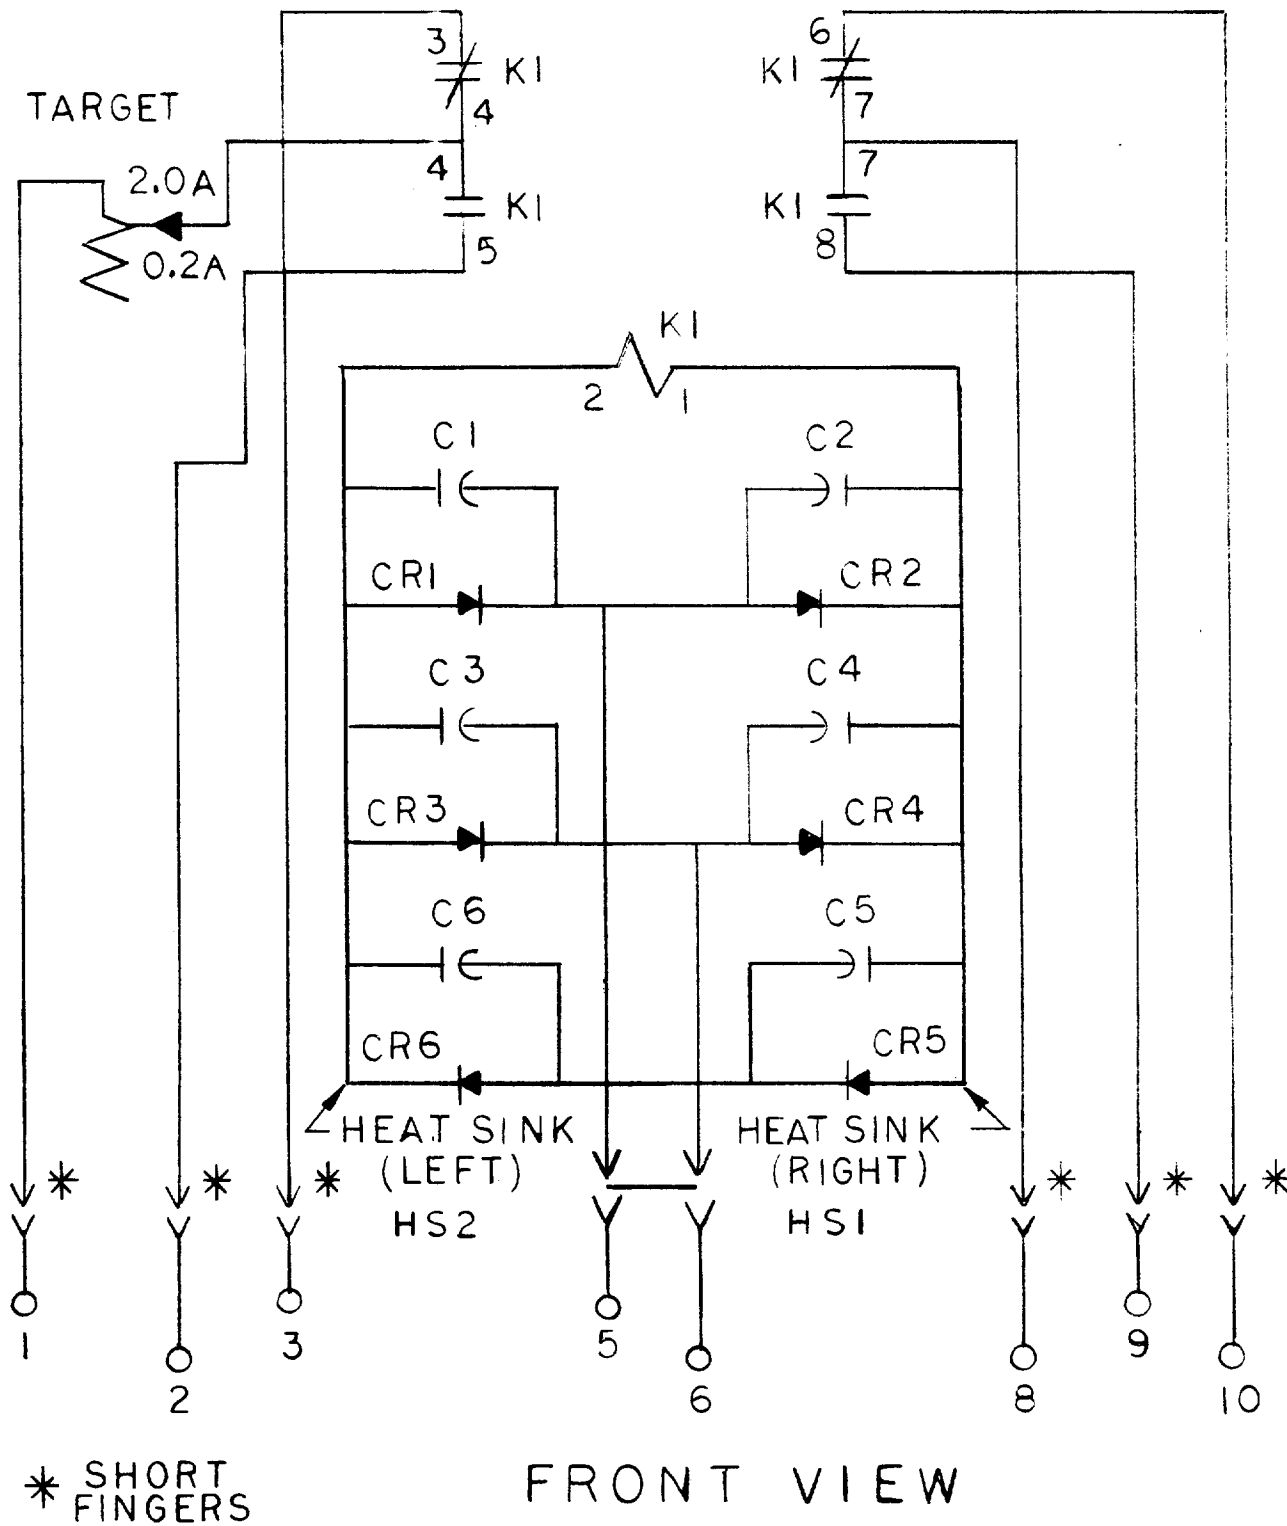 3
K1
4
6
K1
7
TARGET
2.0A
0.2A
4
K1
5
7
K1
8
K1
2
1
C1
C2
CR1
CR2
C3
C4
CR3
CR4
C6
C5
CR6
CR5
HEAT SINK
(LEFT)
HS2
HEAT SINK
(RIGHT)
HS1
*
*
*
*
*
*
1
2
3
5
6
8
9
10
* SHORT
FINGERS
FRONT VIEW